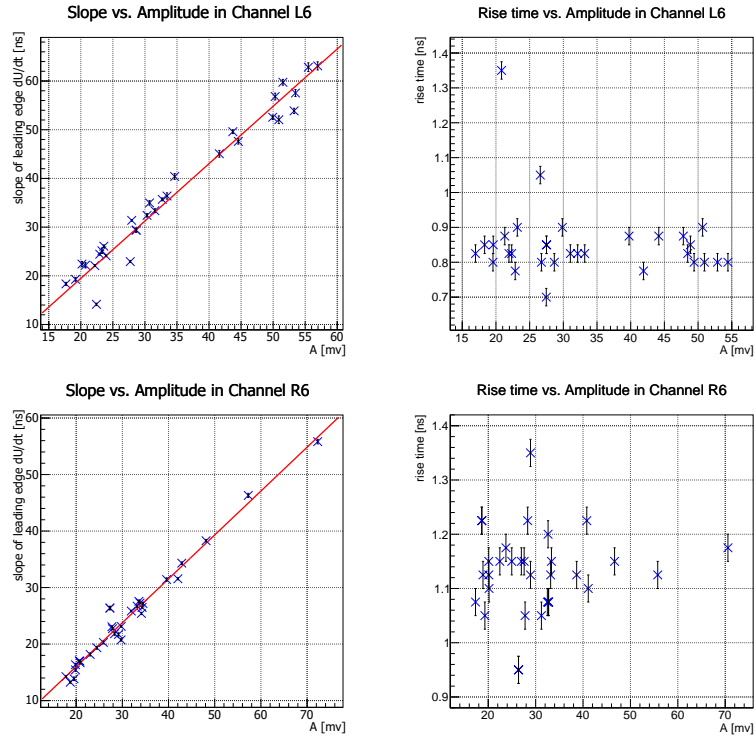 Slope vs. Amplitude in Channel L6
slope of leading edge dU/dt [ns]
60
50
40
30
20
10
15 20 25 30 35 40 45 50 55 60
A [mv]
Rise time vs. Amplitude in Channel L6
rise time [ns]
1.4
1.3
1.2
1.1
1
0.9
0.8
0.7
15 20 25 30 35 40 45 50 55
A [mv]
Slope vs. Amplitude in Channel R6
slope of leading edge dU/dt [ns]
60
50
40
30
20
10
20 30 40 50 60 70
A [mv]
Rise time vs. Amplitude in Channel R6
rise time [ns]
1.4
1.3
1.2
1.1
1
0.9
20 30 40 50 60 70
A [mv]